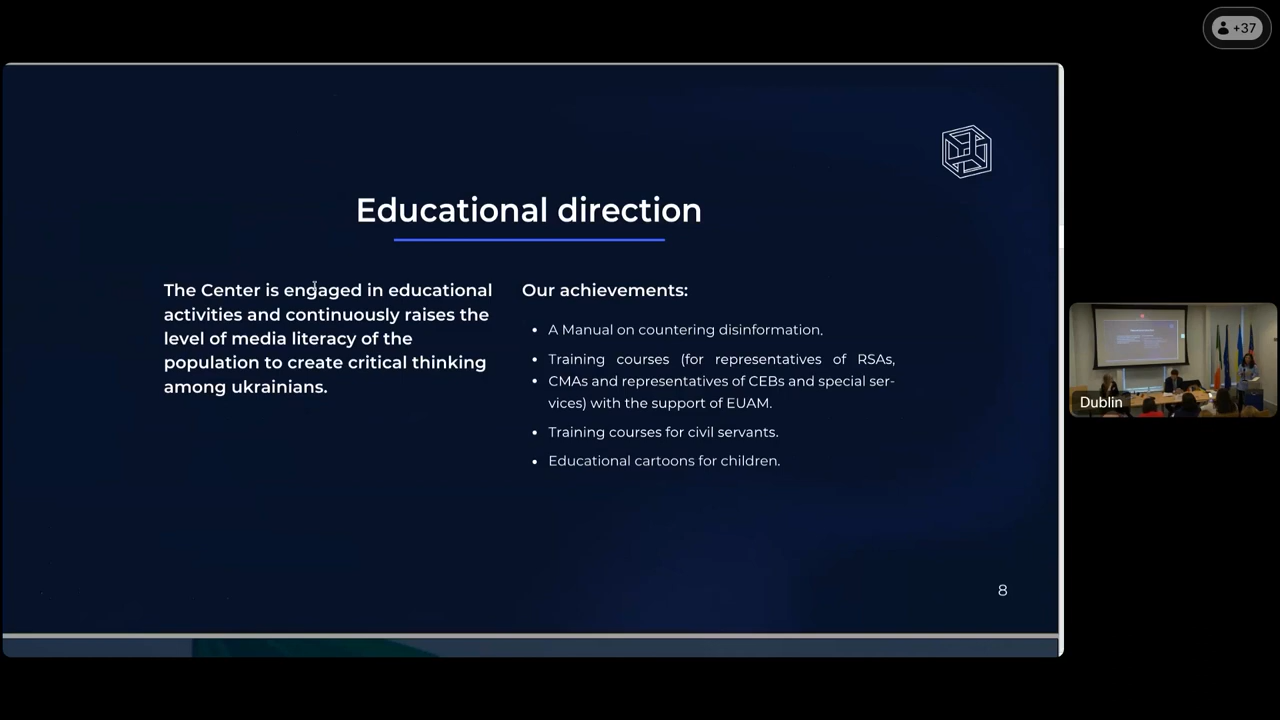 +37
Educational direction
The Center is engaged in educational
activities and continuously raises the
level of media literacy of the
population to create critical thinking
among ukrainians.
Our achievements:
• A Manual on countering disinformation.
• Training courses (for representatives of RSAs,
• CMAs and representatives of CEBs and special ser-
vices) with the support of EUAM.
• Training courses for civil servants.
• Educational cartoons for children.
8
Dublin